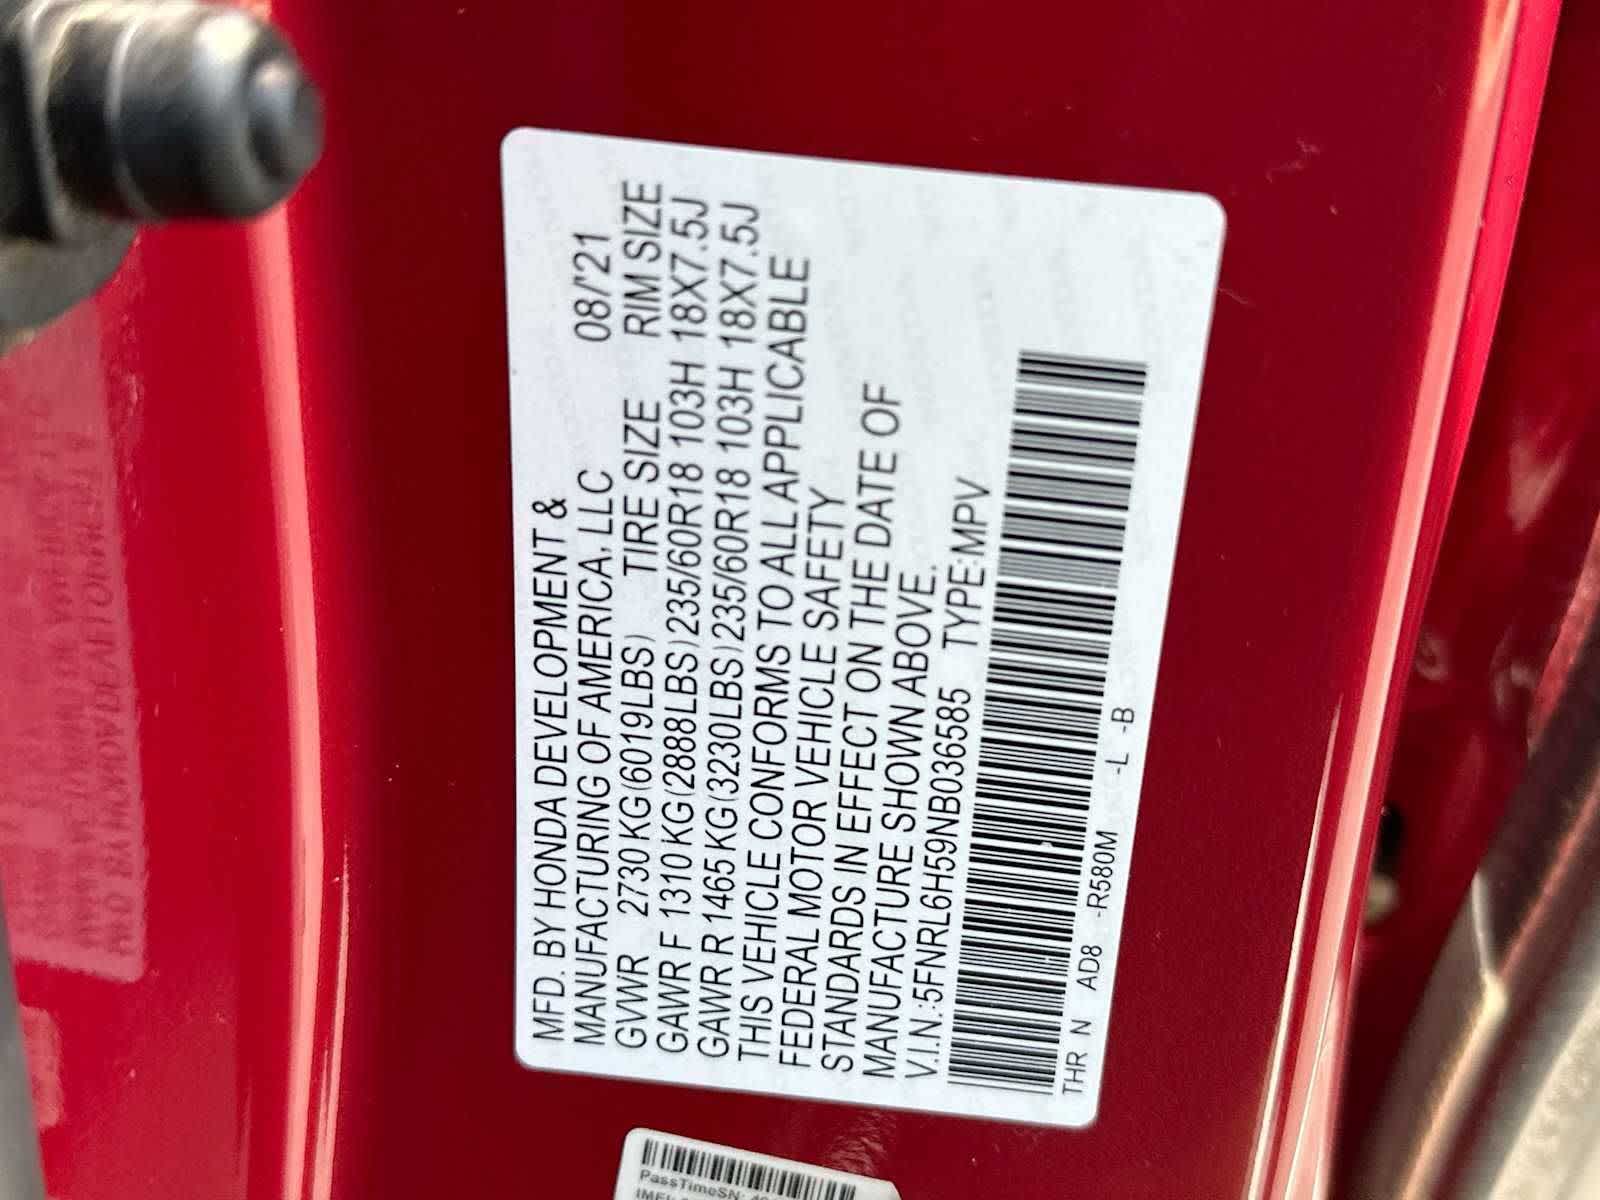 MFD. BY HONDA DEVELOPMENT &
MANUFACTURING OF AMERICA, LLC 08/'21
GVWR 2730 KG(6019LBS) TIRE SIZE RIM SIZE
GAWR F 1310 KG(2888LBS) 235/60R18 103H 18X7.5J
GAWR R 1465 KG(3230LBS) 235/60R18 103H 18X7.5J
THIS VEHICLE CONFORMS TO ALL APPLICABLE
FEDERAL MOTOR VEHICLE SAFETY
STANDARDS IN EFFECT ON THE DATE OF
MANUFACTURE SHOWN ABOVE.
V.I.N.:5FNRL6H59NB036585 TYPE:MPV
THR N AD8 -R580M -L -B
PassTimeSN: